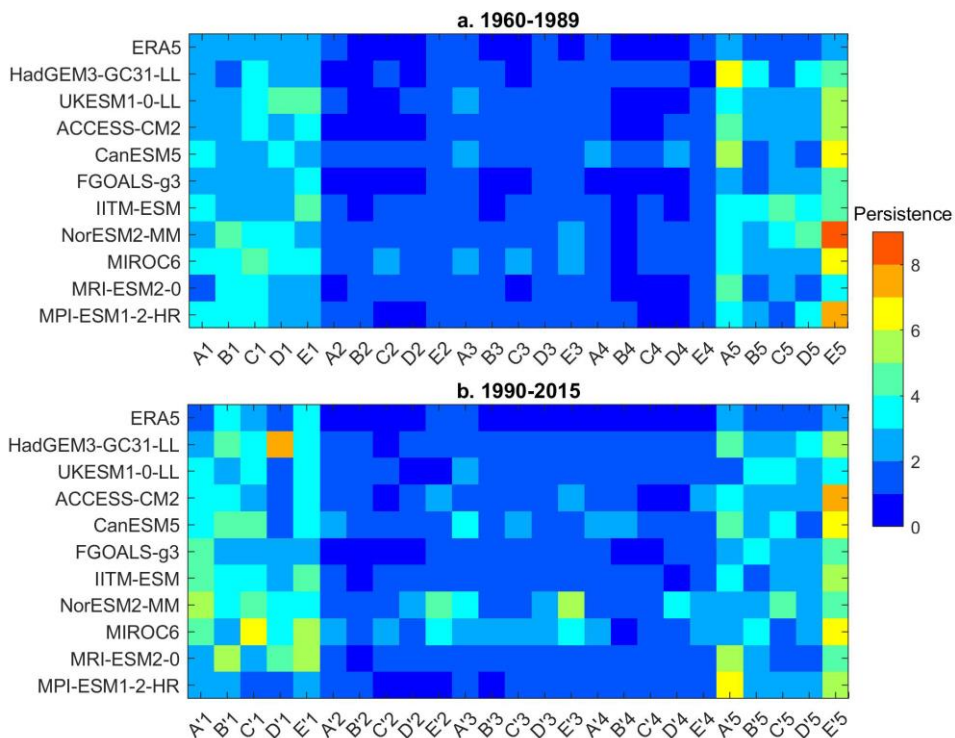 a. 1960-1989
ERA5
HadGEM3-GC31-LL
UKESM1-0-LL
ACCESS-CM2
CanESM5
FGOALS-g3
IITM-ESM
NorESM2-MM
MIROC6
MRI-ESM2-0
MPI-ESM1-2-HR
A1 B1 C1 D1 E1 A2 B2 C2 D2 E2 A3 B3 C3 D3 E3 A4 B4 C4 D4 E4 A5 B5 C5 D5 E5
Persistence
8
6
4
2
0
b. 1990-2015
ERA5
HadGEM3-GC31-LL
UKESM1-0-LL
ACCESS-CM2
CanESM5
FGOALS-g3
IITM-ESM
NorESM2-MM
MIROC6
MRI-ESM2-0
MPI-ESM1-2-HR
A'1 B'1 C'1 D'1 E'1 A'2 B'2 C'2 D'2 E'2 A'3 B'3 C'3 D'3 E'3 A'4 B'4 C'4 D'4 E'4 A'5 B'5 C'5 D'5 E'5